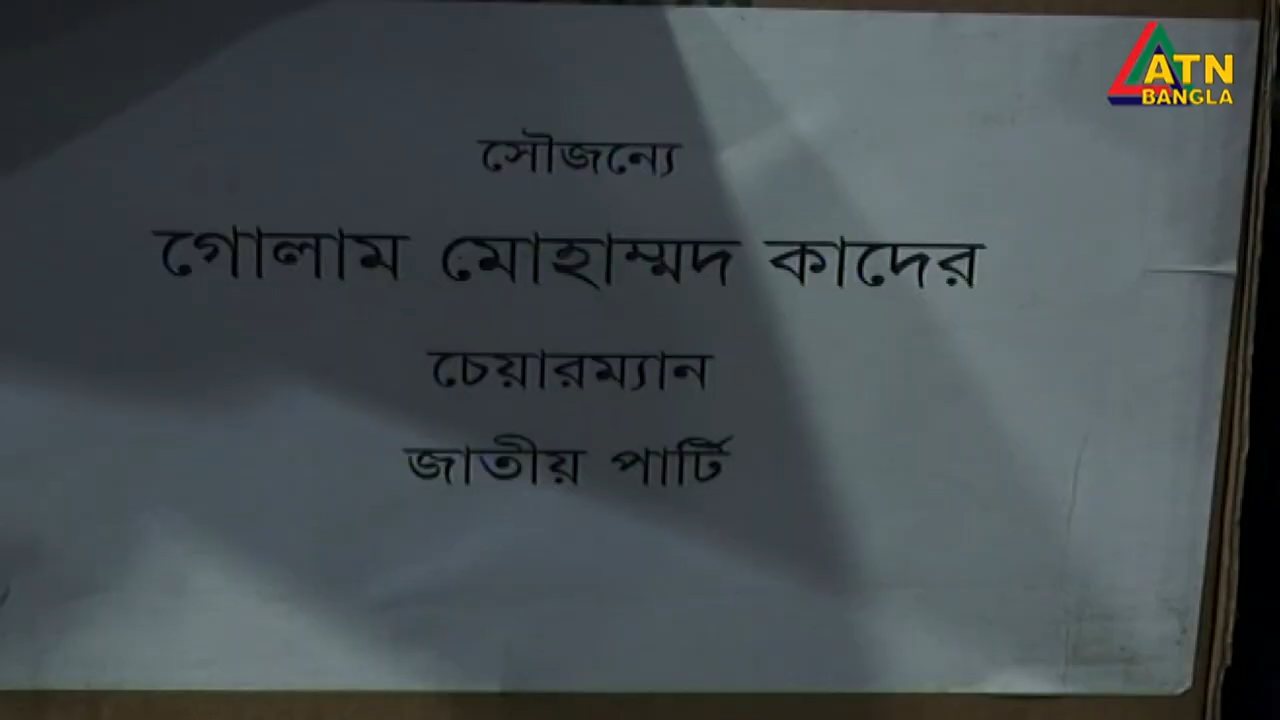 ATN
BANGLA
সৌজন্যে
গোলাম মোহাম্মদ কাদের
চেয়ারম্যান
জাতীয় পার্টি